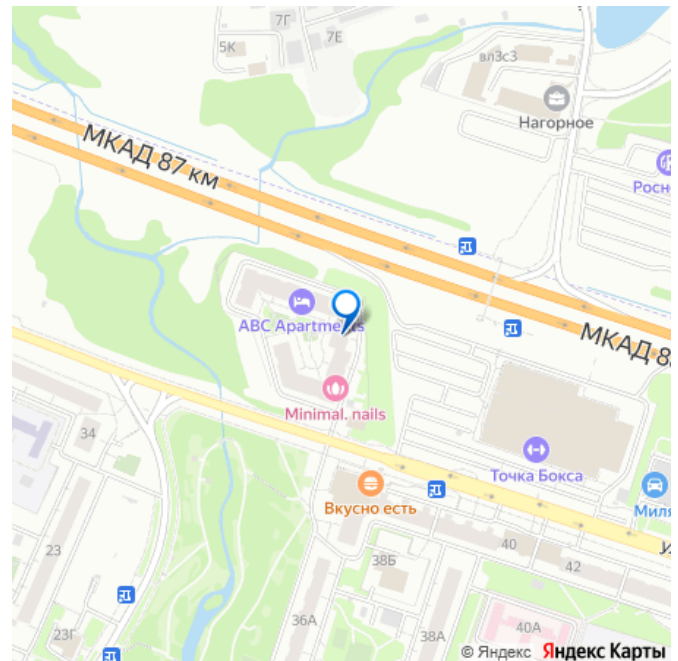 7Г
7Е
5К
вл3с3
Нагорное
МКАД 87 км
Росн
ABC Apartments
МКАД 8
Minimal. nails
34
Точка Бокса
Вкусно есть
Миля
23
38Б
40
42
36А
23Г
38А
40А
© Яндекс Яндекс Карты